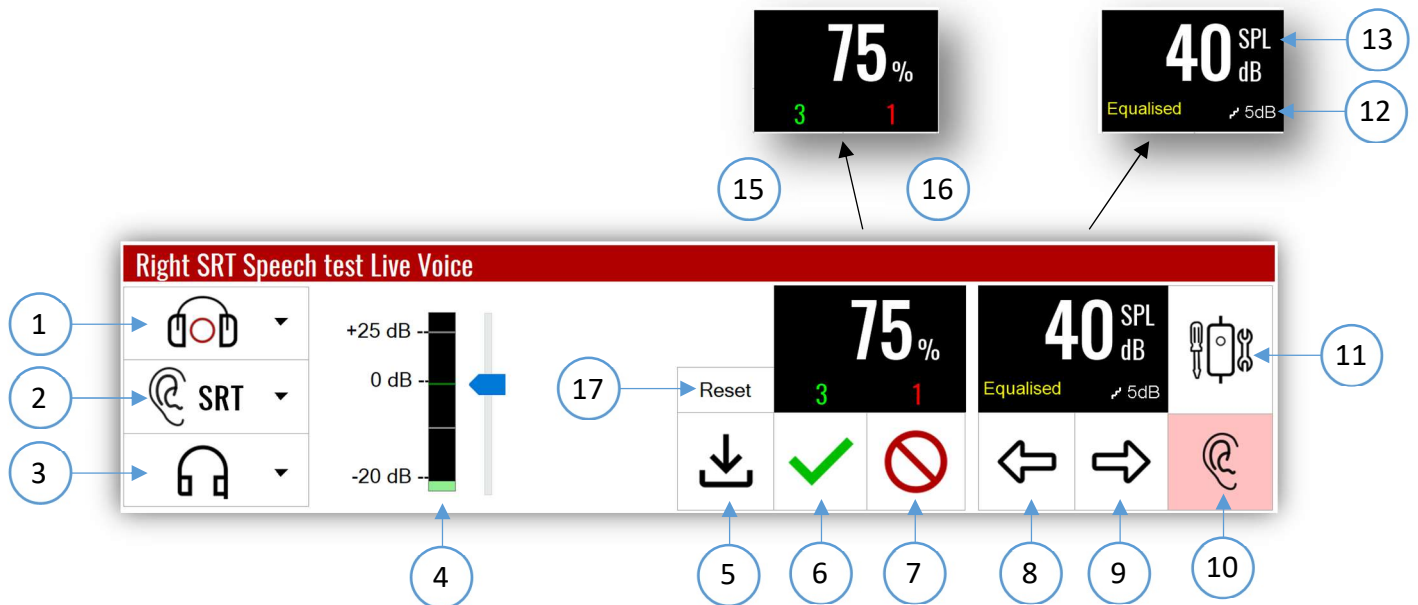 75 %
3 1
40 SPL dB
Equalised 5dB
13
12
15
16
Right SRT Speech test Live Voice
1
2
SRT
3
+25 dB
0 dB
-20 dB
17
Reset
75 %
3 1
40 SPL dB
Equalised 5dB
11
4
5
6
7
8
9
10